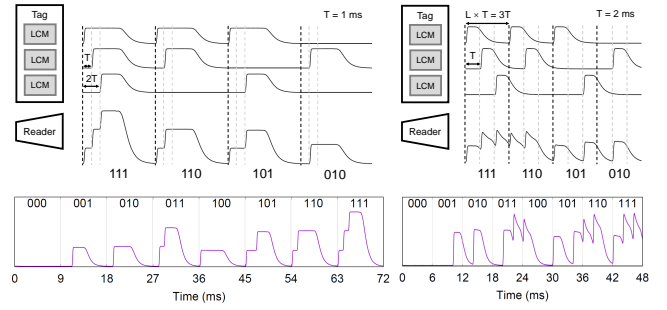 Tag
LCM
LCM
LCM
Reader
T = 1 ms
T
2T
111 110 101 010
000 001 010 011 100 101 110 111
0 9 18 27 36 45 54 63 72
Time (ms)
Tag
LCM
LCM
LCM
Reader
L × T = 3T
T = 2 ms
T
111 110 101 010
000 001 010 011 100 101 110 111
0 6 12 18 24 30 36 42 48
Time (ms)